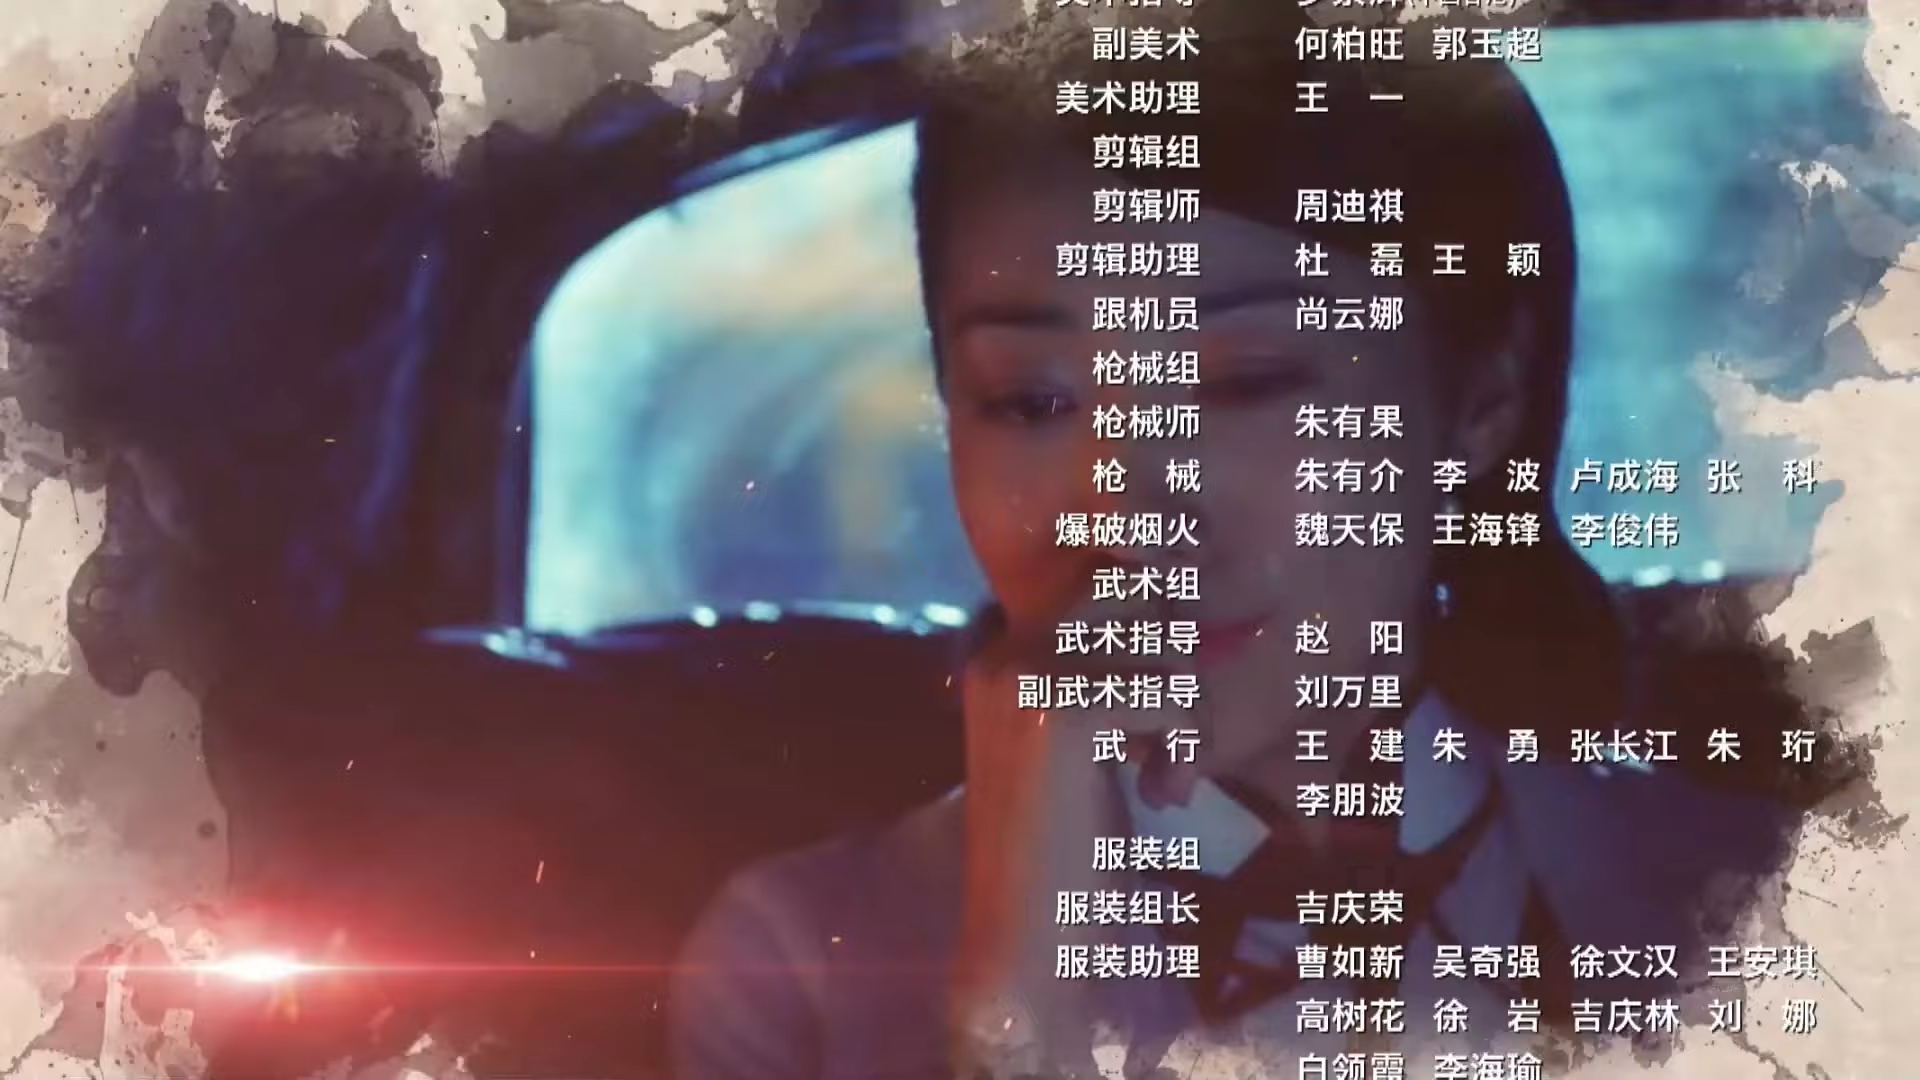 副美术 何柏旺 郭玉超
美术助理 王 一
剪辑组
剪辑师 周迪祺
剪辑助理 杜 磊 王 颖
跟机员 尚云娜
枪械组
枪械师 朱有果
枪 械 朱有介 李 波 卢成海 张 科
爆破烟火 魏天保 王海锋 李俊伟
武术组
武术指导 赵 阳
副武术指导 刘万里
武 行 王 建 朱 勇 张长江 朱 珩
李朋波
服装组
服装组长 吉庆荣
服装助理 曹如新 吴奇强 徐文汉 王安琪
高树花 徐 岩 吉庆林 刘 娜
白领霞 李海瑜